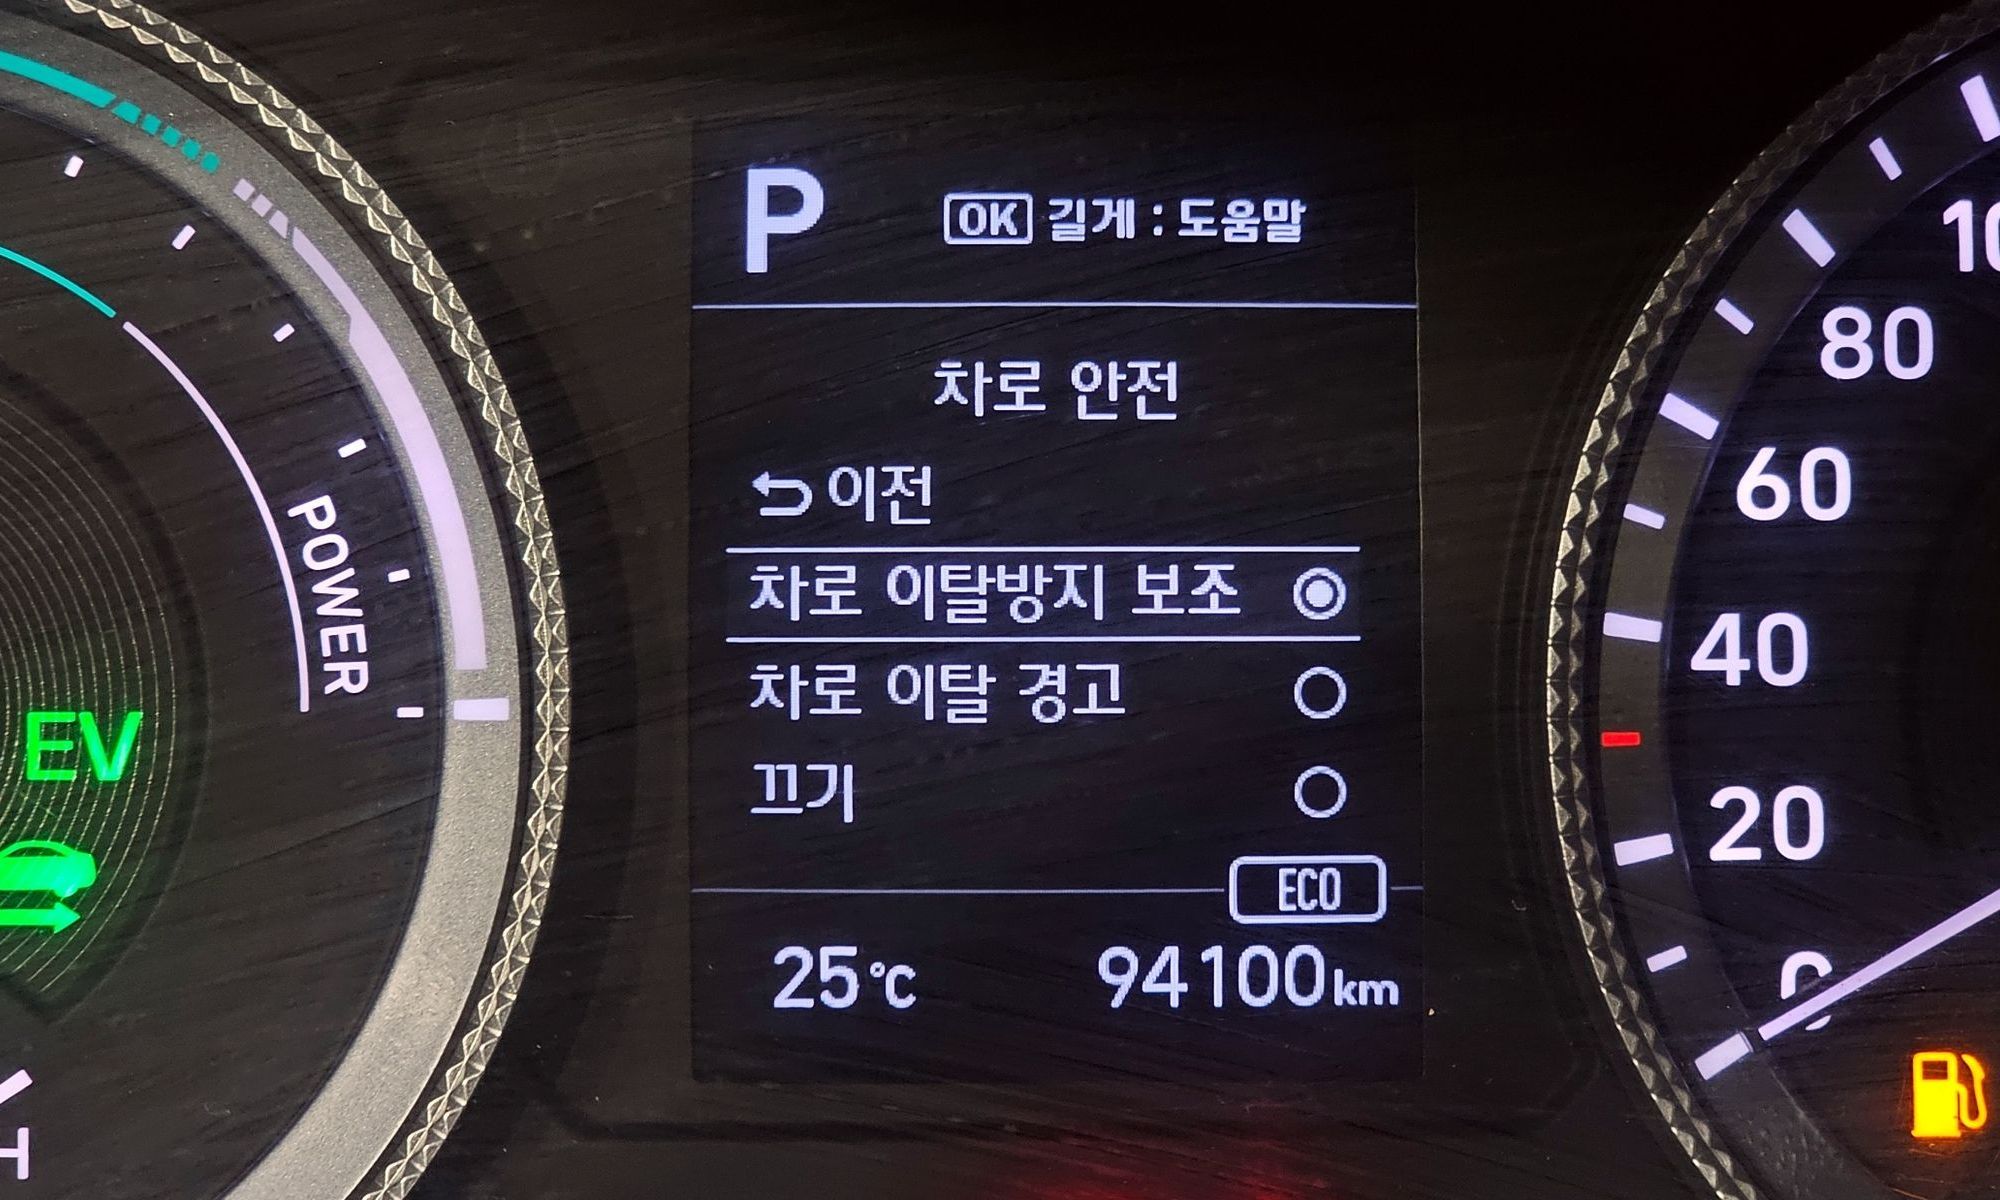 P
OK 길게 : 도움말
차로 안전
이전
차로 이탈방지 보조
차로 이탈 경고
끄기
ECO
25℃ 94100km
POWER
EV
80
60
40
20
0